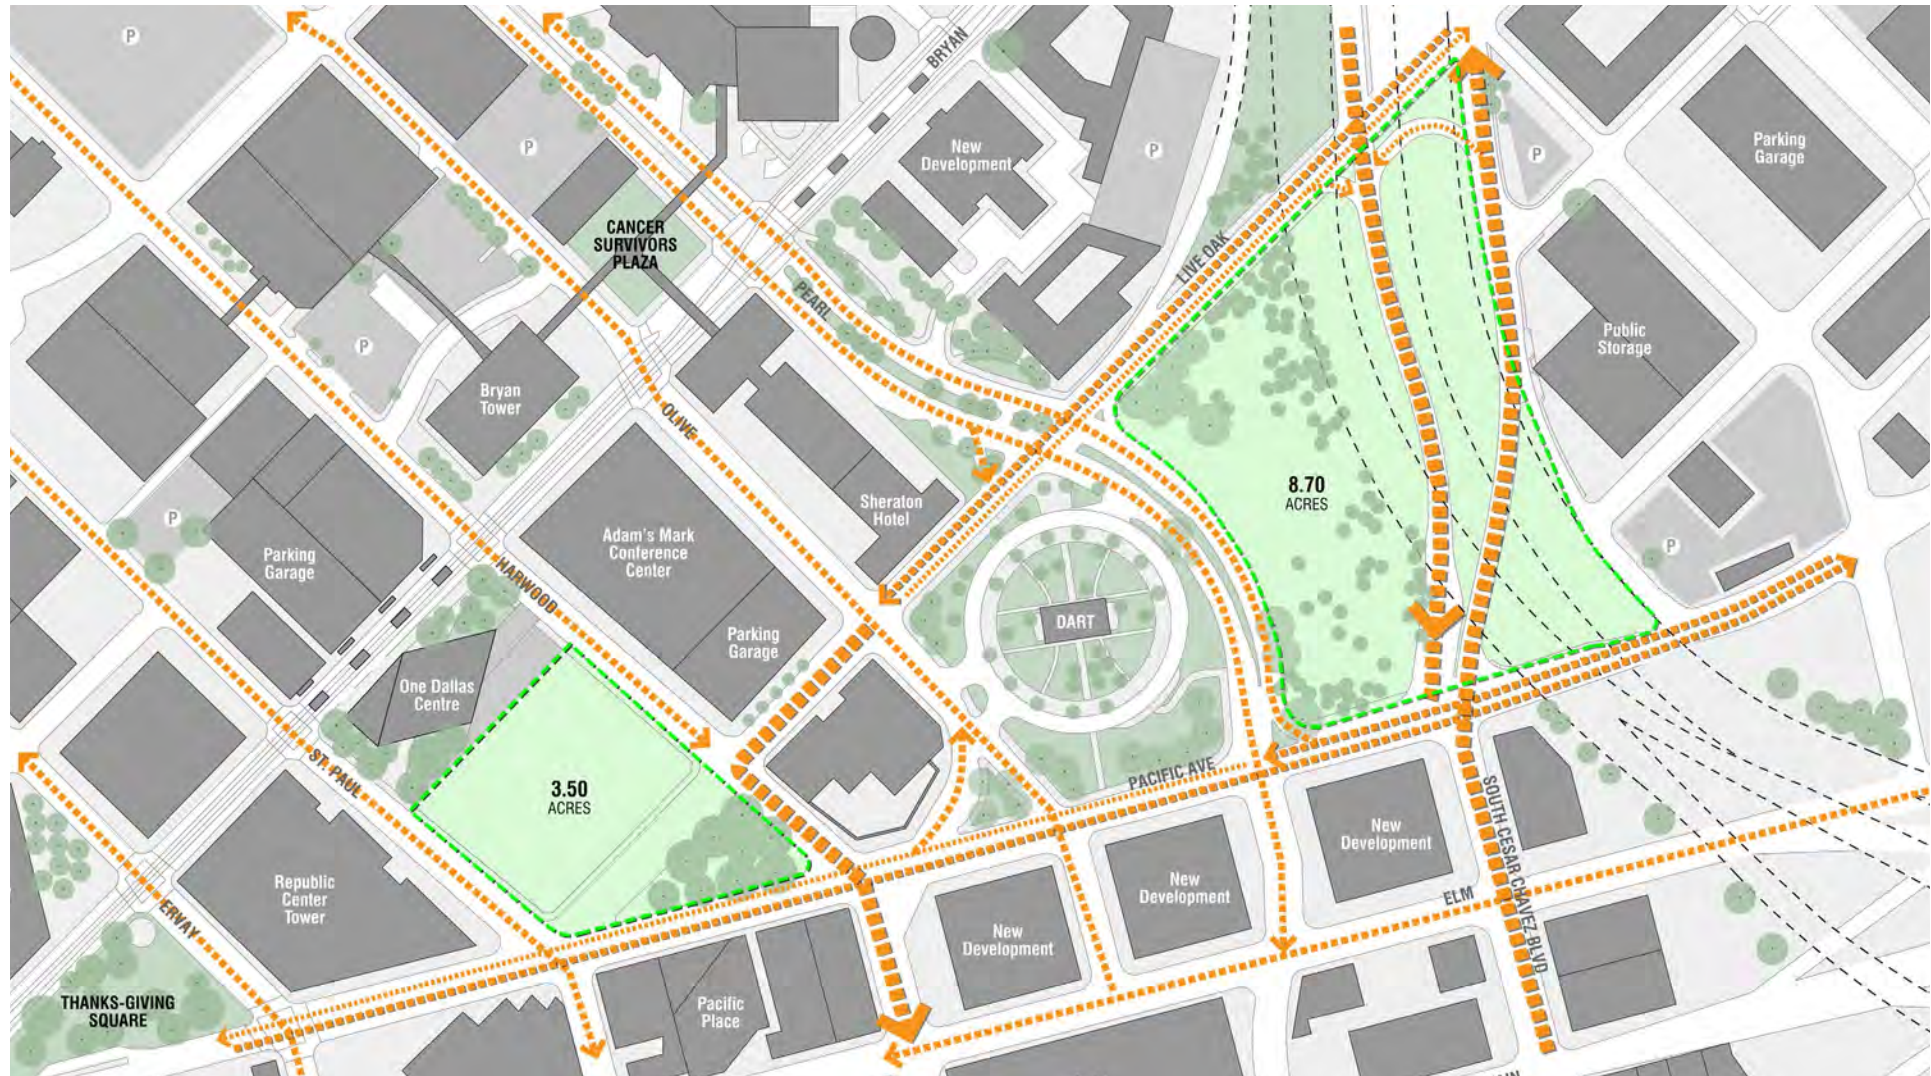 P
BRYAN
P
New
Development
P
P
Parking
Garage
CANCER
SURVIVORS
PLAZA
LIVE OAK
PEARL
P
Public
Storage
Bryan
Tower
OLIVE
8.70
ACRES
Sheraton
Hotel
P
Adam's Mark
Conference
Center
P
Parking
Garage
HARWOOD
DART
Parking
Garage
One Dallas
Centre
ST. PAUL
3.50
ACRES
PACIFIC AVE
SOUTH CESAR CHAVEZ BLVD
New
Development
New
Development
Republic
Center
Tower
ELM
ERVAY
New
Development
THANKS-GIVING
SQUARE
Pacific
Place